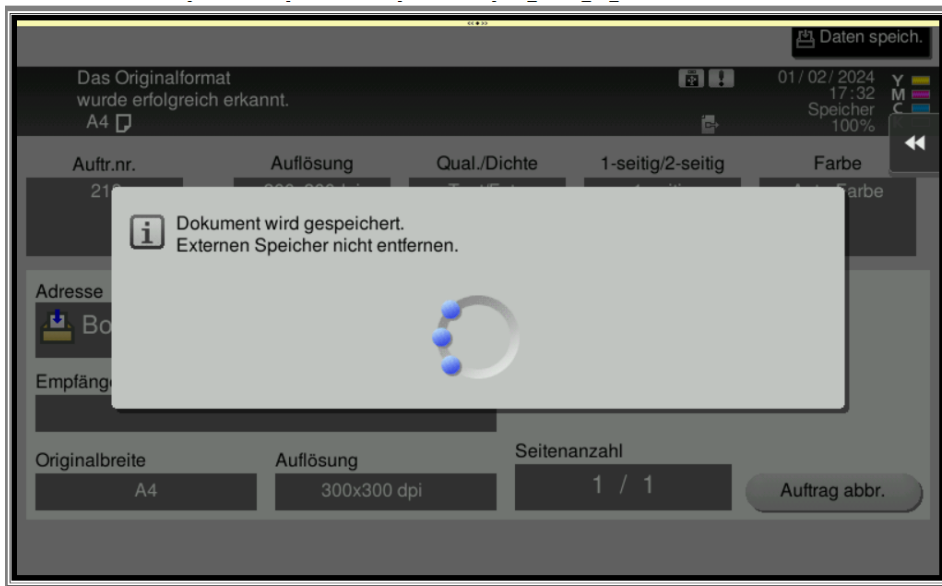 Daten speich.
Das Originalformat
wurde erfolgreich erkannt.
A4
01/02/2024
17:32
Speicher
100%
Y
M
C
Auftr.nr.
Auflösung
Qual./Dichte
1-seitig/2-seitig
Farbe
Dokument wird gespeichert.
Externen Speicher nicht entfernen.
Adresse
Bo
Empfäng
Originalbreite
Auflösung
Seitenanzahl
A4
300x300 dpi
1 / 1
Auftrag abbr.